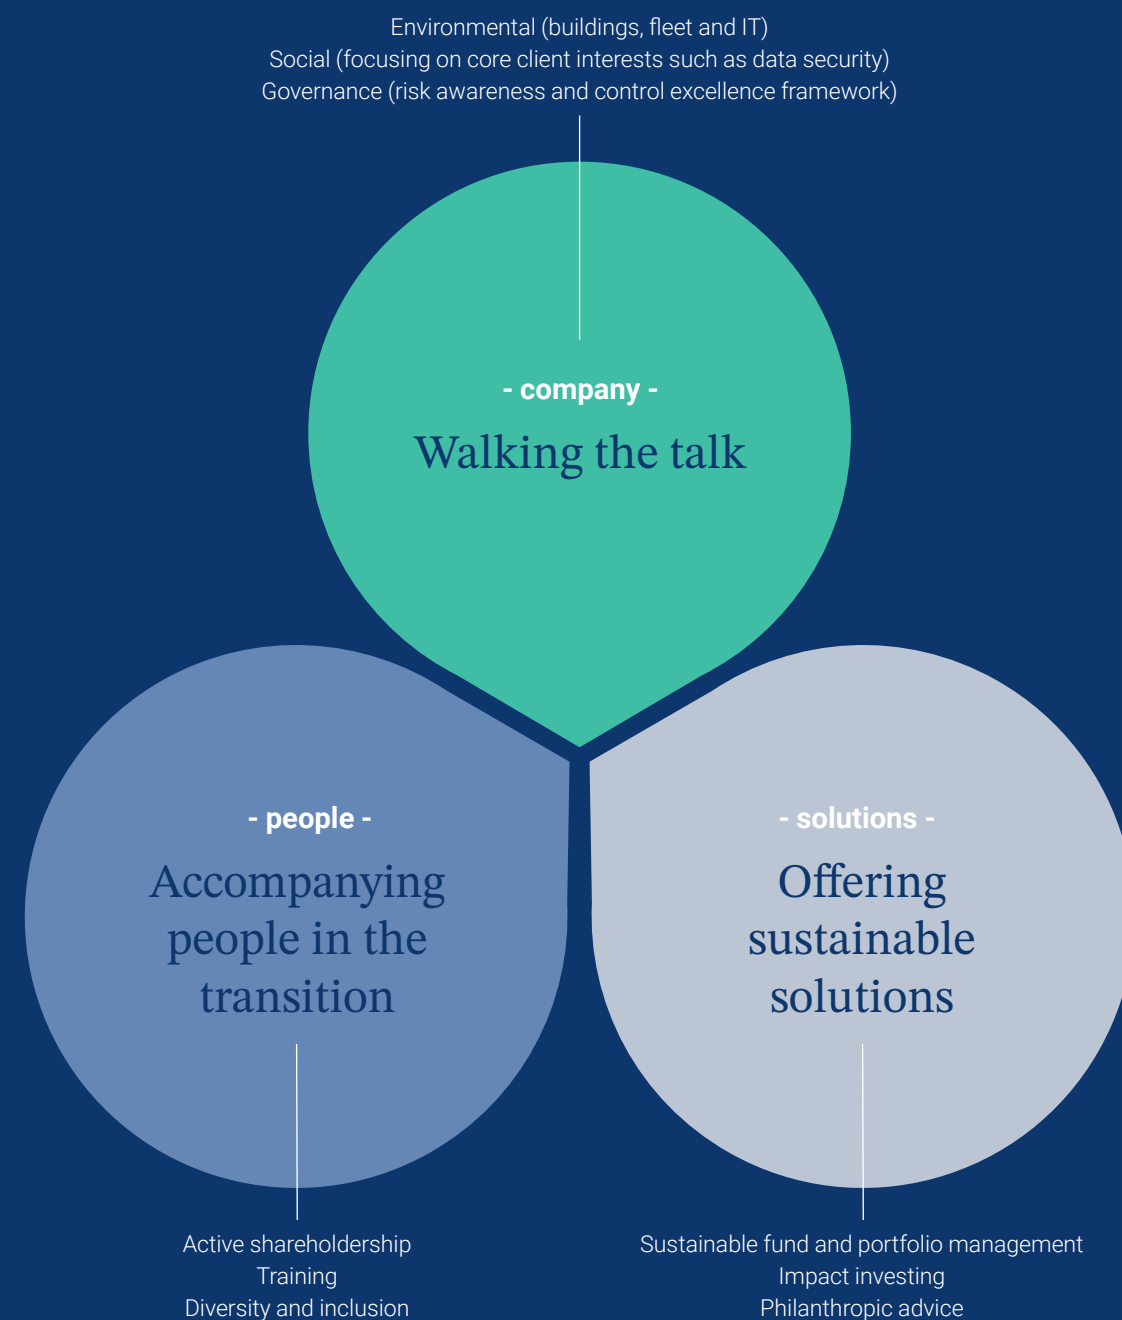 Environmental (buildings, fleet and IT)
Social (focusing on core client interests such as data security)
Governance (risk awareness and control excellence framework)
- company -
Walking the talk
- people -
Accompanying
people in the
transition
- solutions -
Offering
sustainable
solutions
Active shareholdership
Training
Diversity and inclusion
Sustainable fund and portfolio management
Impact investing
Philanthropic advice